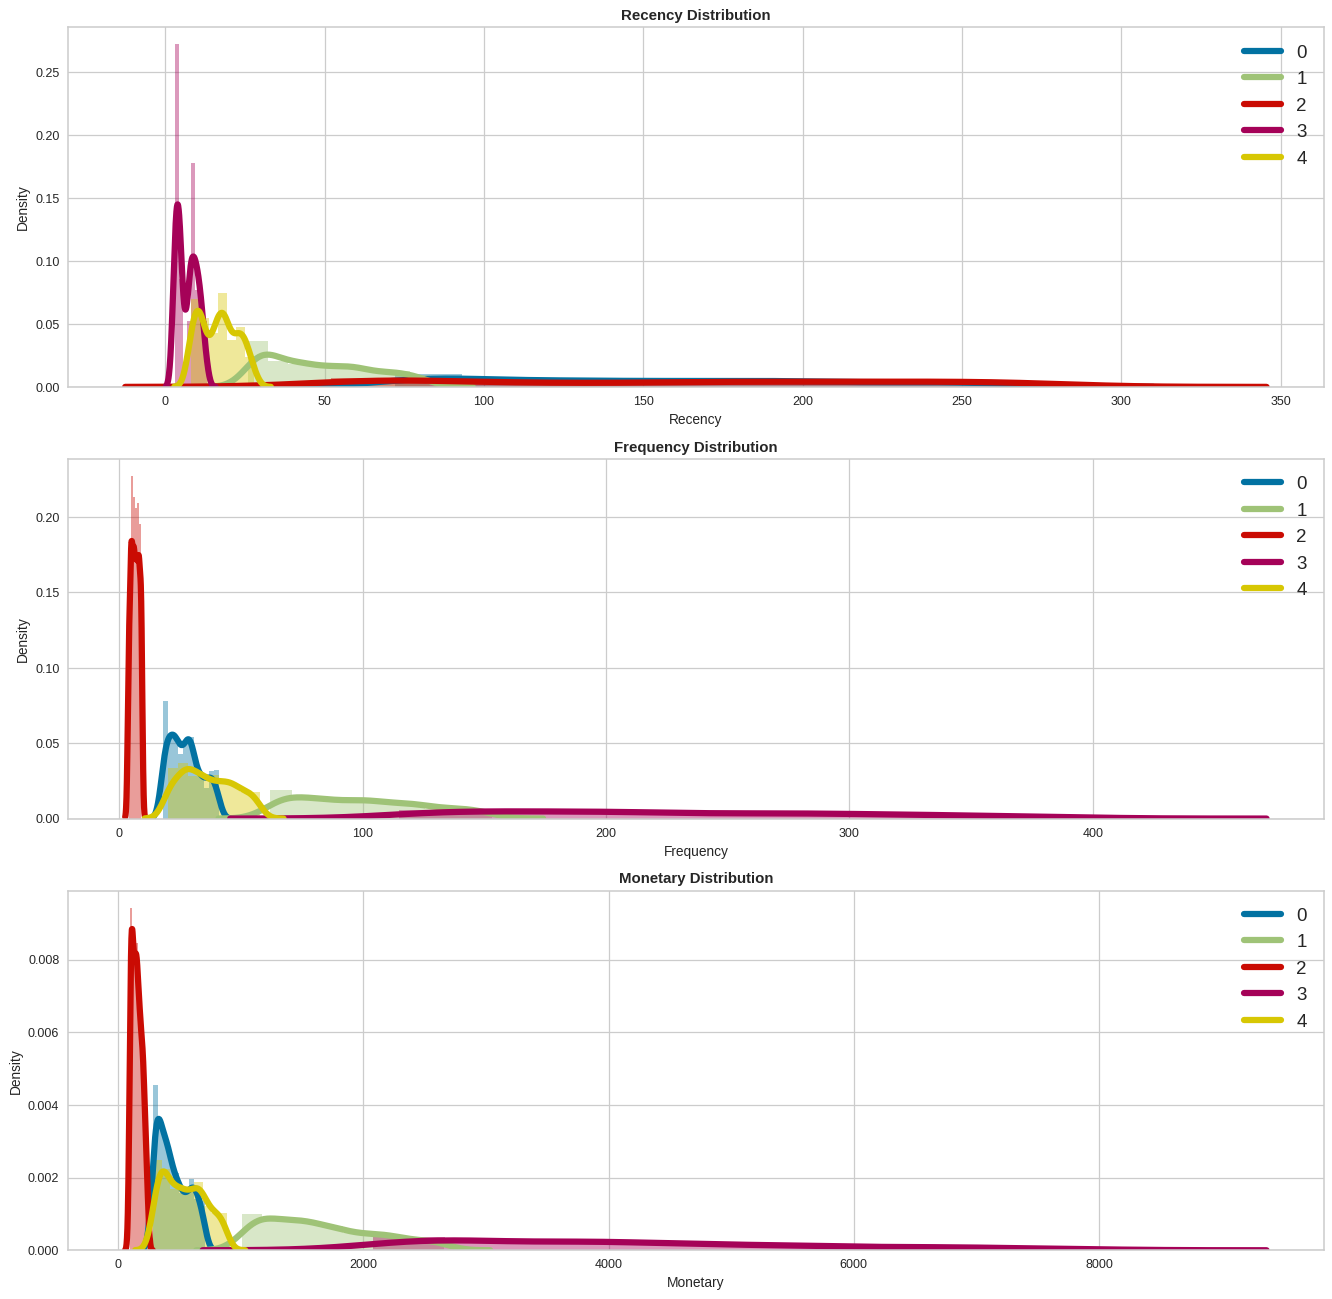 Recency Distribution
0
1
2
3
4
0.25
0.20
0.15
0.10
0.05
0.00
Density
0 50 100 150 200 250 300 350
Recency
Frequency Distribution
0
1
2
3
4
0.20
0.15
0.10
0.05
0.00
Density
0 100 200 300 400
Frequency
Monetary Distribution
0
1
2
3
4
0.008
0.006
0.004
0.002
0.000
Density
0 2000 4000 6000 8000
Monetary